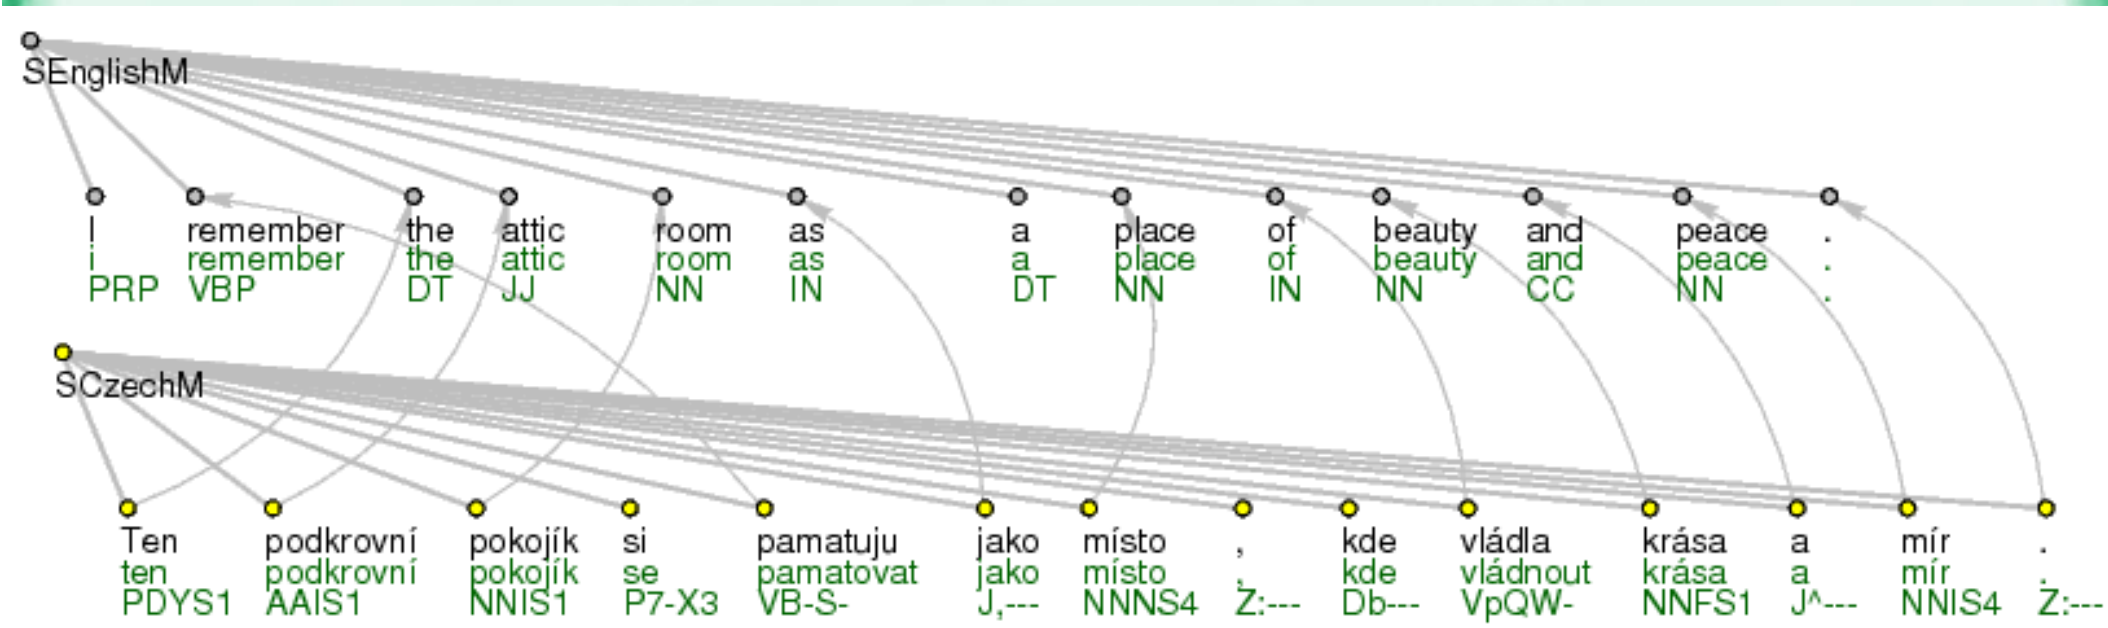 SEnglishM
I remember the attic room as a place of beauty and peace .
i remember the attic room as a place of beauty and peace .
PRP VBP DT JJ NN IN DT NN IN NN CC NN .
SCzechM
Ten podkrovní pokojík si pamatuju jako místo , kde vládla krása a mír .
ten podkrovní pokojík se pamatovat jako místo , kde vládnout krása a mír .
PDYS1 AAIS1 NNIS1 P7-X3 VB-S- J,--- NNNS4 Z:--- Db--- VpQW- NNFS1 J^--- NNIS4 Z:---